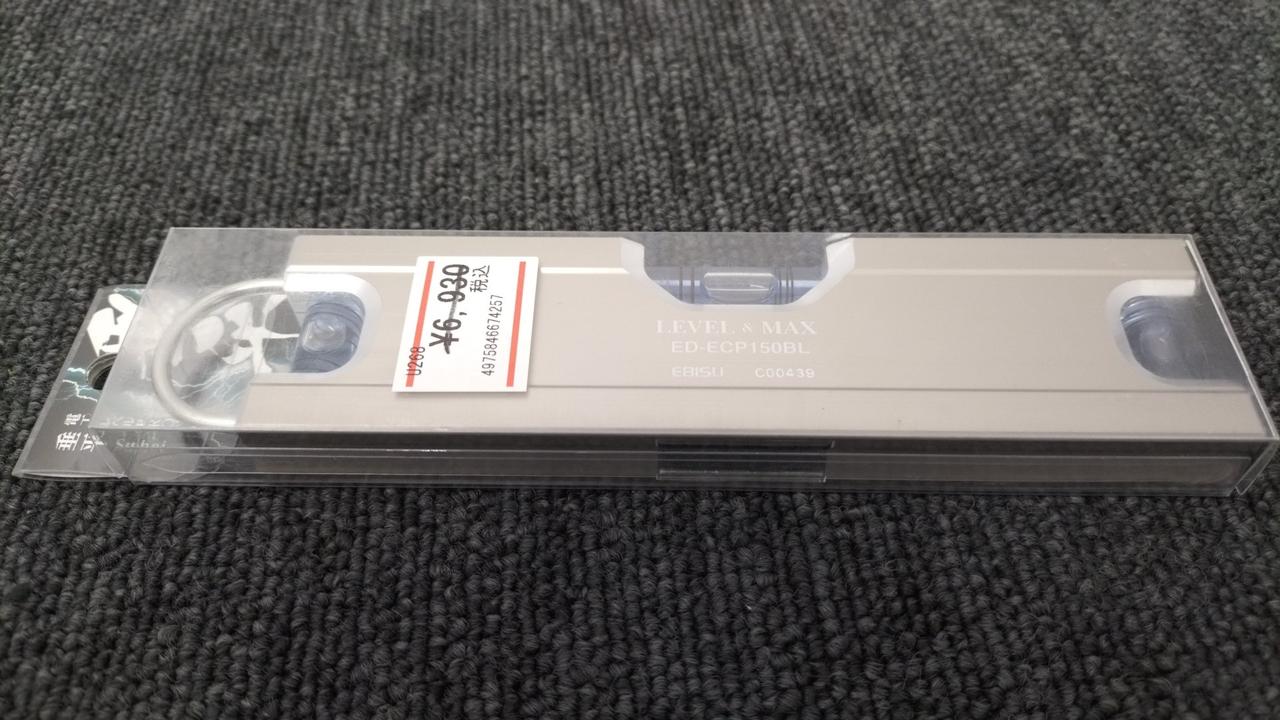 ¥6,930
税込
U268
4975846674257
LEVEL & MAX
ED-ECP150BL
EBISU C00439